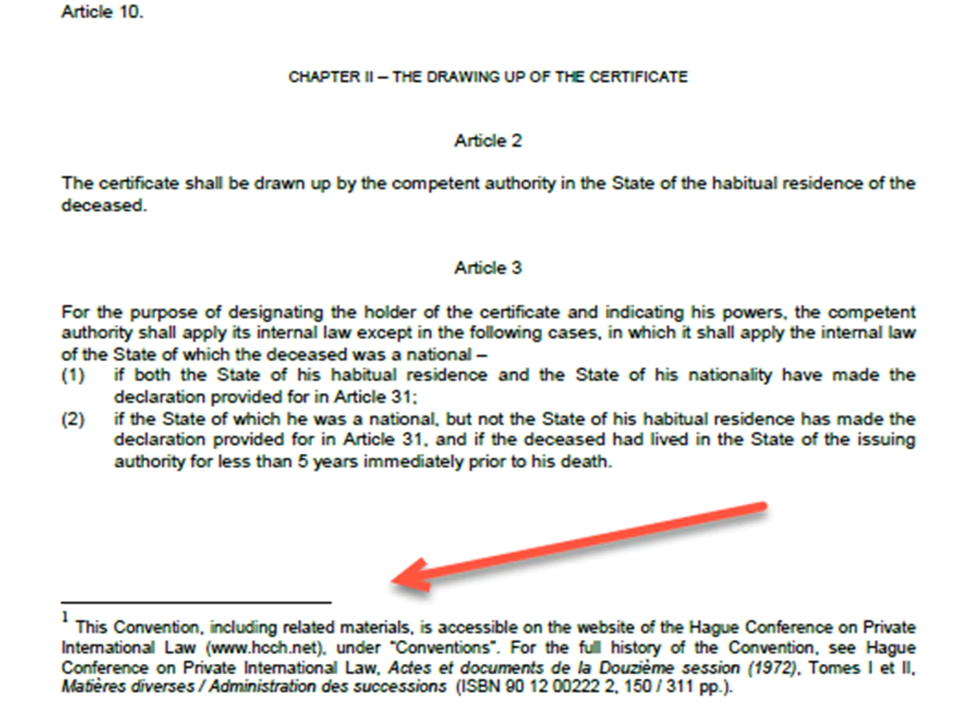 Article 10.
CHAPTER II – THE DRAWING UP OF THE CERTIFICATE
Article 2
The certificate shall be drawn up by the competent authority in the State of the habitual residence of the
deceased.
Article 3
For the purpose of designating the holder of the certificate and indicating his powers, the competent
authority shall apply its internal law except in the following cases, in which it shall apply the internal law
of the State of which the deceased was a national –
(1) if both the State of his habitual residence and the State of his nationality have made the
declaration provided for in Article 31;
(2) if the State of which he was a national, but not the State of his habitual residence has made the
declaration provided for in Article 31, and if the deceased had lived in the State of the issuing
authority for less than 5 years immediately prior to his death.
1 This Convention, including related materials, is accessible on the website of the Hague Conference on Private
International Law (www.hcch.net), under "Conventions". For the full history of the Convention, see Hague
Conference on Private International Law, Actes et documents de la Douzième session (1972), Tomes I et II,
Matières diverses / Administration des successions (ISBN 90 12 00222 2, 150 / 311 pp.).